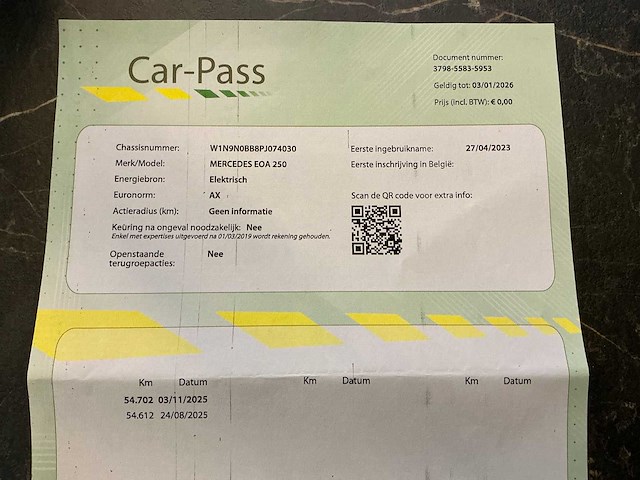 Car-Pass
Document nummer:
3798-5583-5953
Geldig tot: 03/01/2026
Prijs (incl. BTW): € 0,00
Chassisnummer: W1N9N0BB8PJ074030
Merk/Model: MERCEDES EQA 250
Energiebron: Elektrisch
Euronorm: AX
Actieradius (km): Geen informatie
Keuring na ongeval noodzakelijk: Nee
Enkel met expertises uitgevoerd na 01/03/2019 wordt rekening gehouden.
Openstaande terugroepacties: Nee
Eerste ingebruikname: 27/04/2023
Eerste inschrijving in België:
Scan de QR code voor extra info:
Km Datum Km Datum Km Datum
54.702 03/11/2025
54.612 24/08/2025